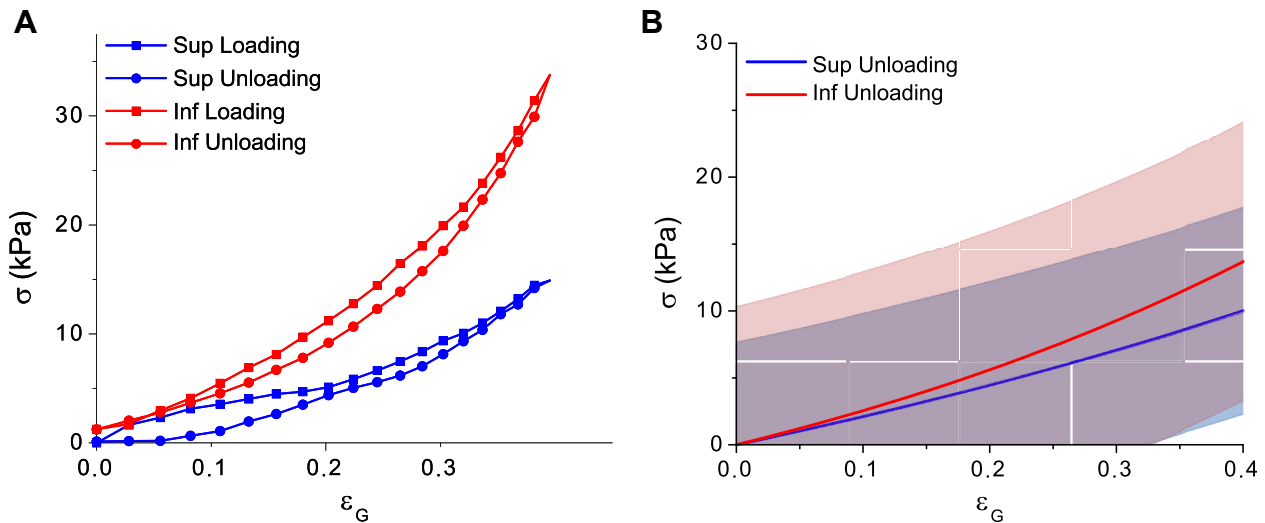 A
Sup Loading
Sup Unloading
Inf Loading
Inf Unloading
30
20
10
0
σ (kPa)
0.0 0.1 0.2 0.3
ε_G
B
Sup Unloading
Inf Unloading
30
20
10
0
σ (kPa)
0.0 0.1 0.2 0.3 0.4
ε_G